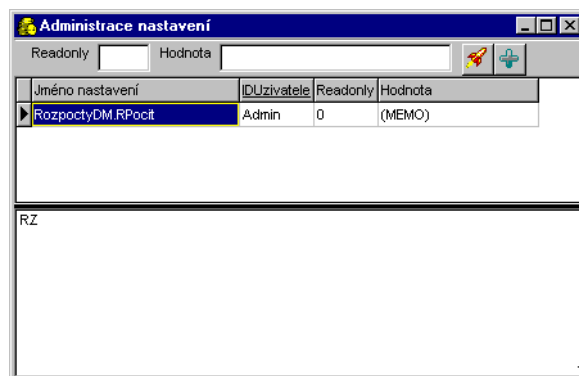 Administrace nastavení
Readonly Hodnota
Jméno nastavení IDUzivatele Readonly Hodnota
RozpoctyDM.RPocit Admin 0 (MEMO)
RZ